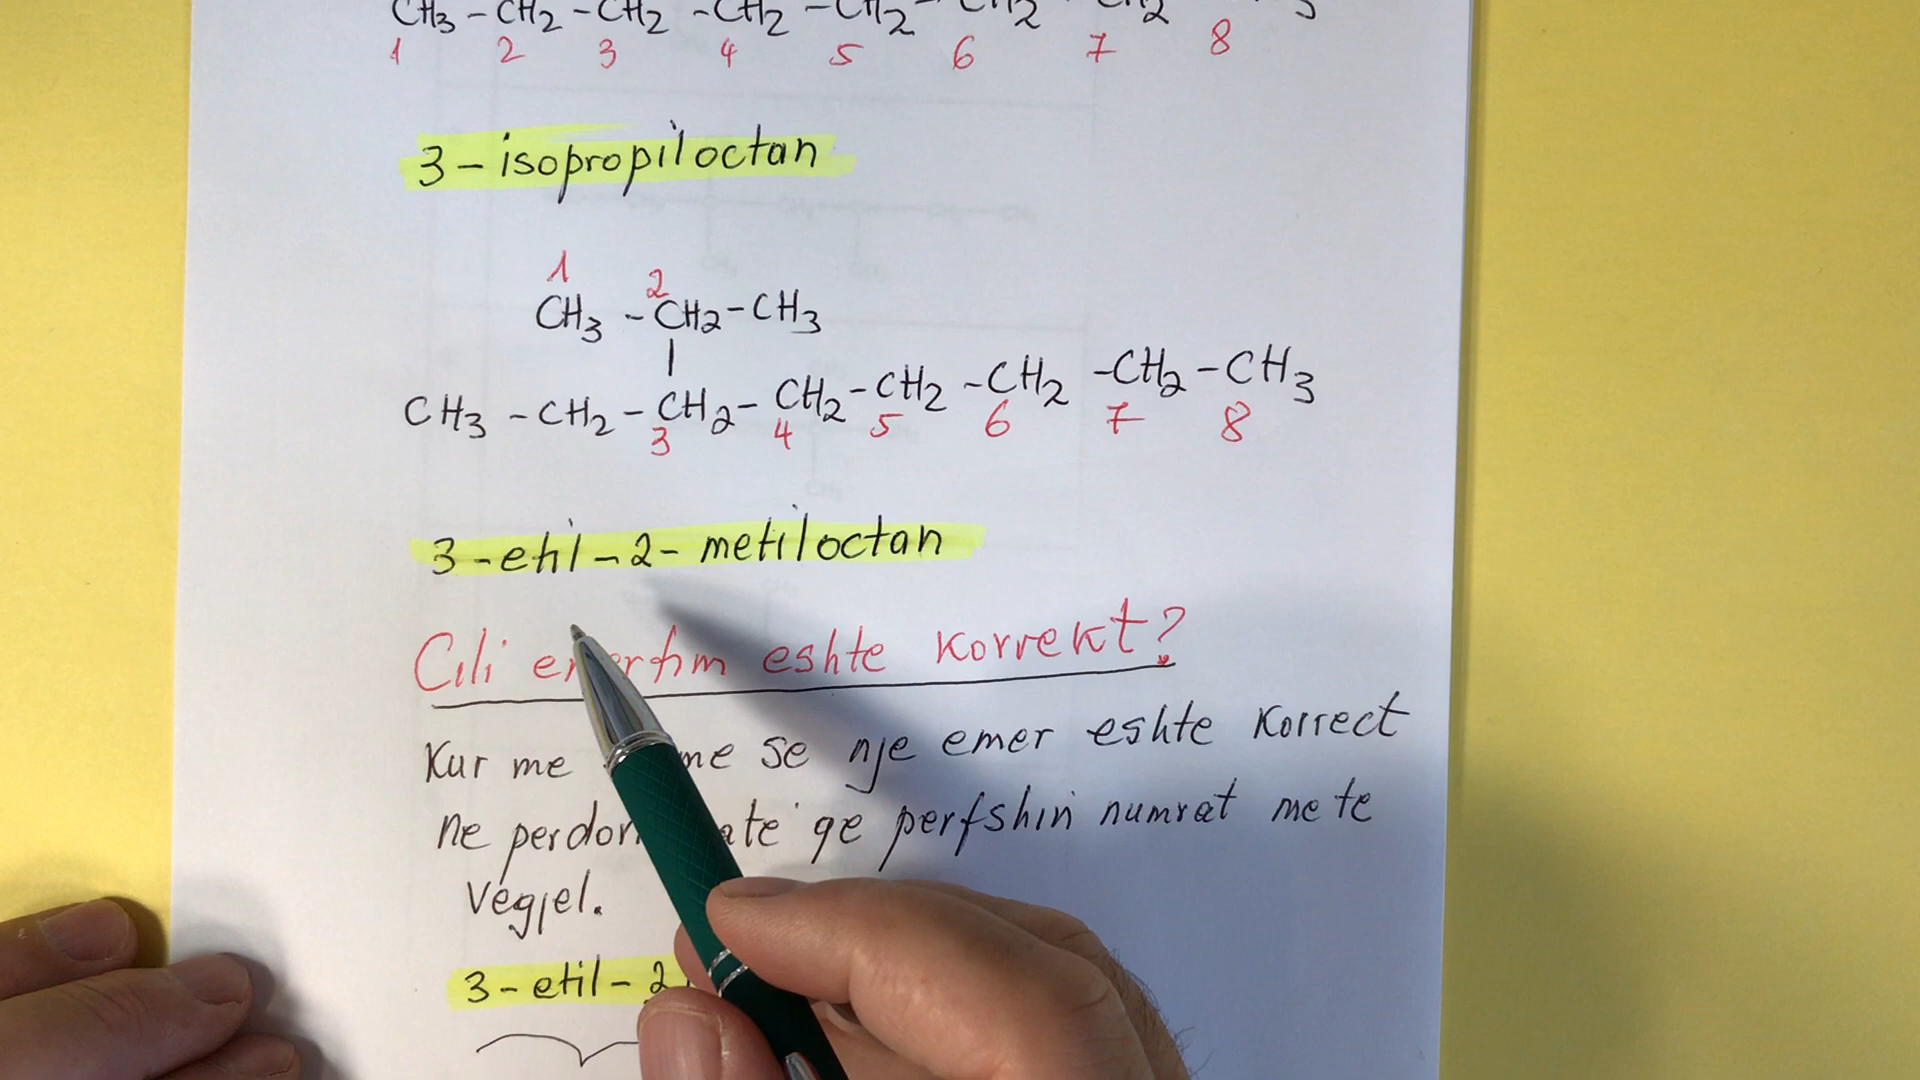 CH3 - CH2 - CH2 - CH2 - CH2 - CH2 - CH2
1 2 3 4 5 6 7 8
3 - isopropiloctan
1 2
CH3 - CH2 - CH3
CH3 - CH2 - CH2 - CH2 - CH2 - CH2 - CH2 - CH3
3 4 5 6 7 8
3 - etil - 2 - metiloctan
Cili eshte korrekt?
Kur me se nje emer eshte korrect
ne qe perfshin numrat me te
vegjel.
3 - etil - 2